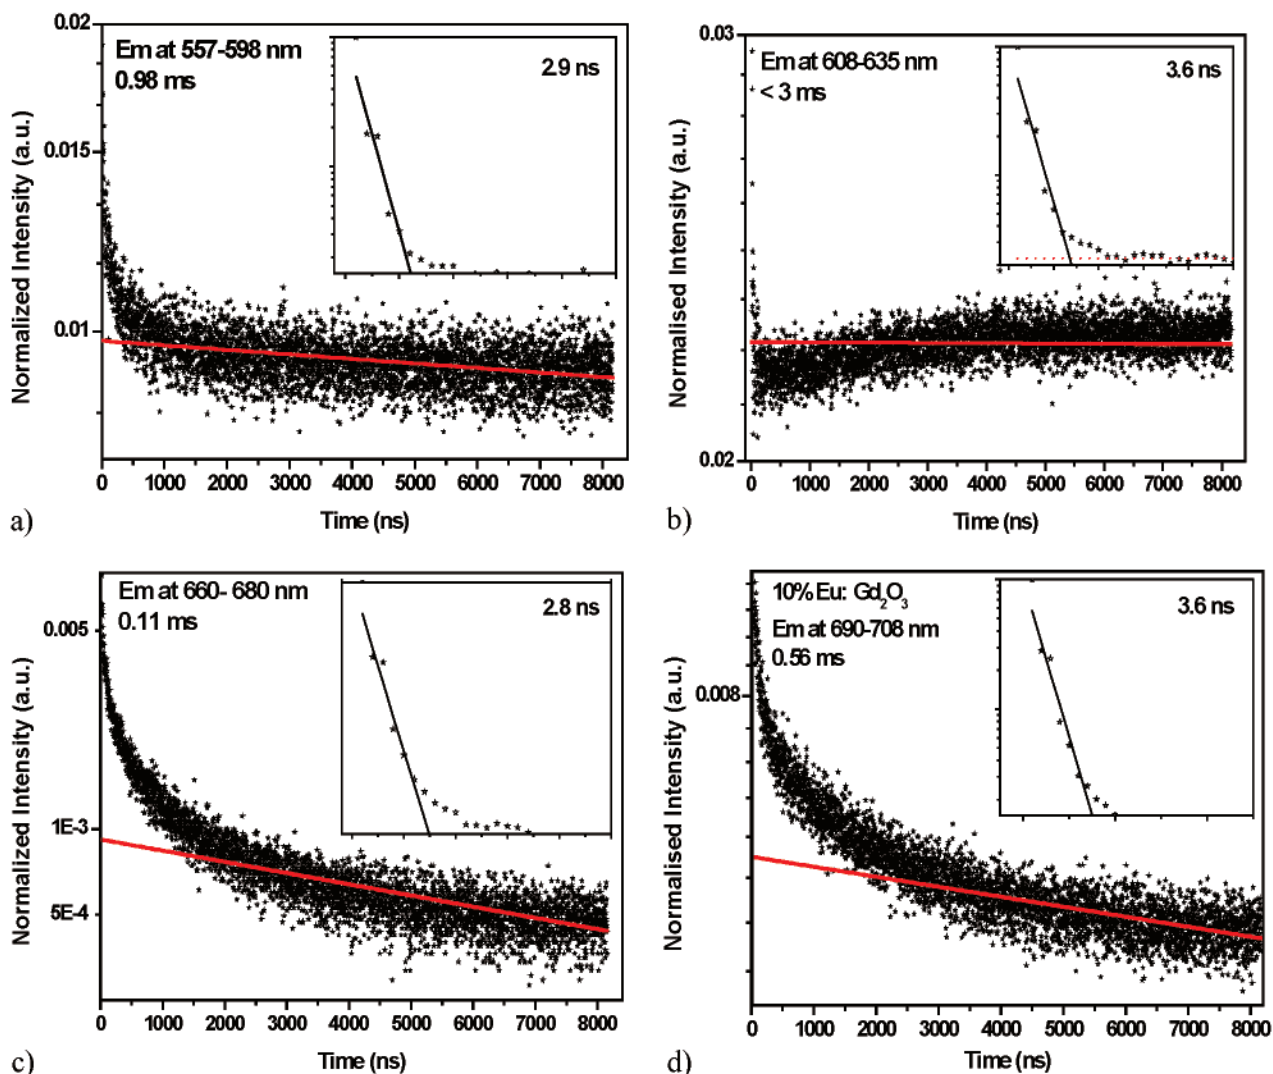 0.02
Em at 557-598 nm
0.98 ms
2.9 ns
0.015
0.01
Normalized Intensity (a.u.)
0 1000 2000 3000 4000 5000 6000 7000 8000
Time (ns)
a)
0.03
Em at 608-635 nm
< 3 ms
3.6 ns
0.02
Normalised Intensity (a.u.)
0 1000 2000 3000 4000 5000 6000 7000 8000
Time (ns)
b)
Em at 660- 680 nm
0.11 ms
2.8 ns
0.005
1E-3
5E-4
Normalized Intensity (a.u.)
0 1000 2000 3000 4000 5000 6000 7000 8000
Time (ns)
c)
10% Eu: Gd₂O₃
Em at 690-708 nm
0.56 ms
3.6 ns
0.008
Normalised Intensity (a.u.)
0 1000 2000 3000 4000 5000 6000 7000 8000
Time (ns)
d)